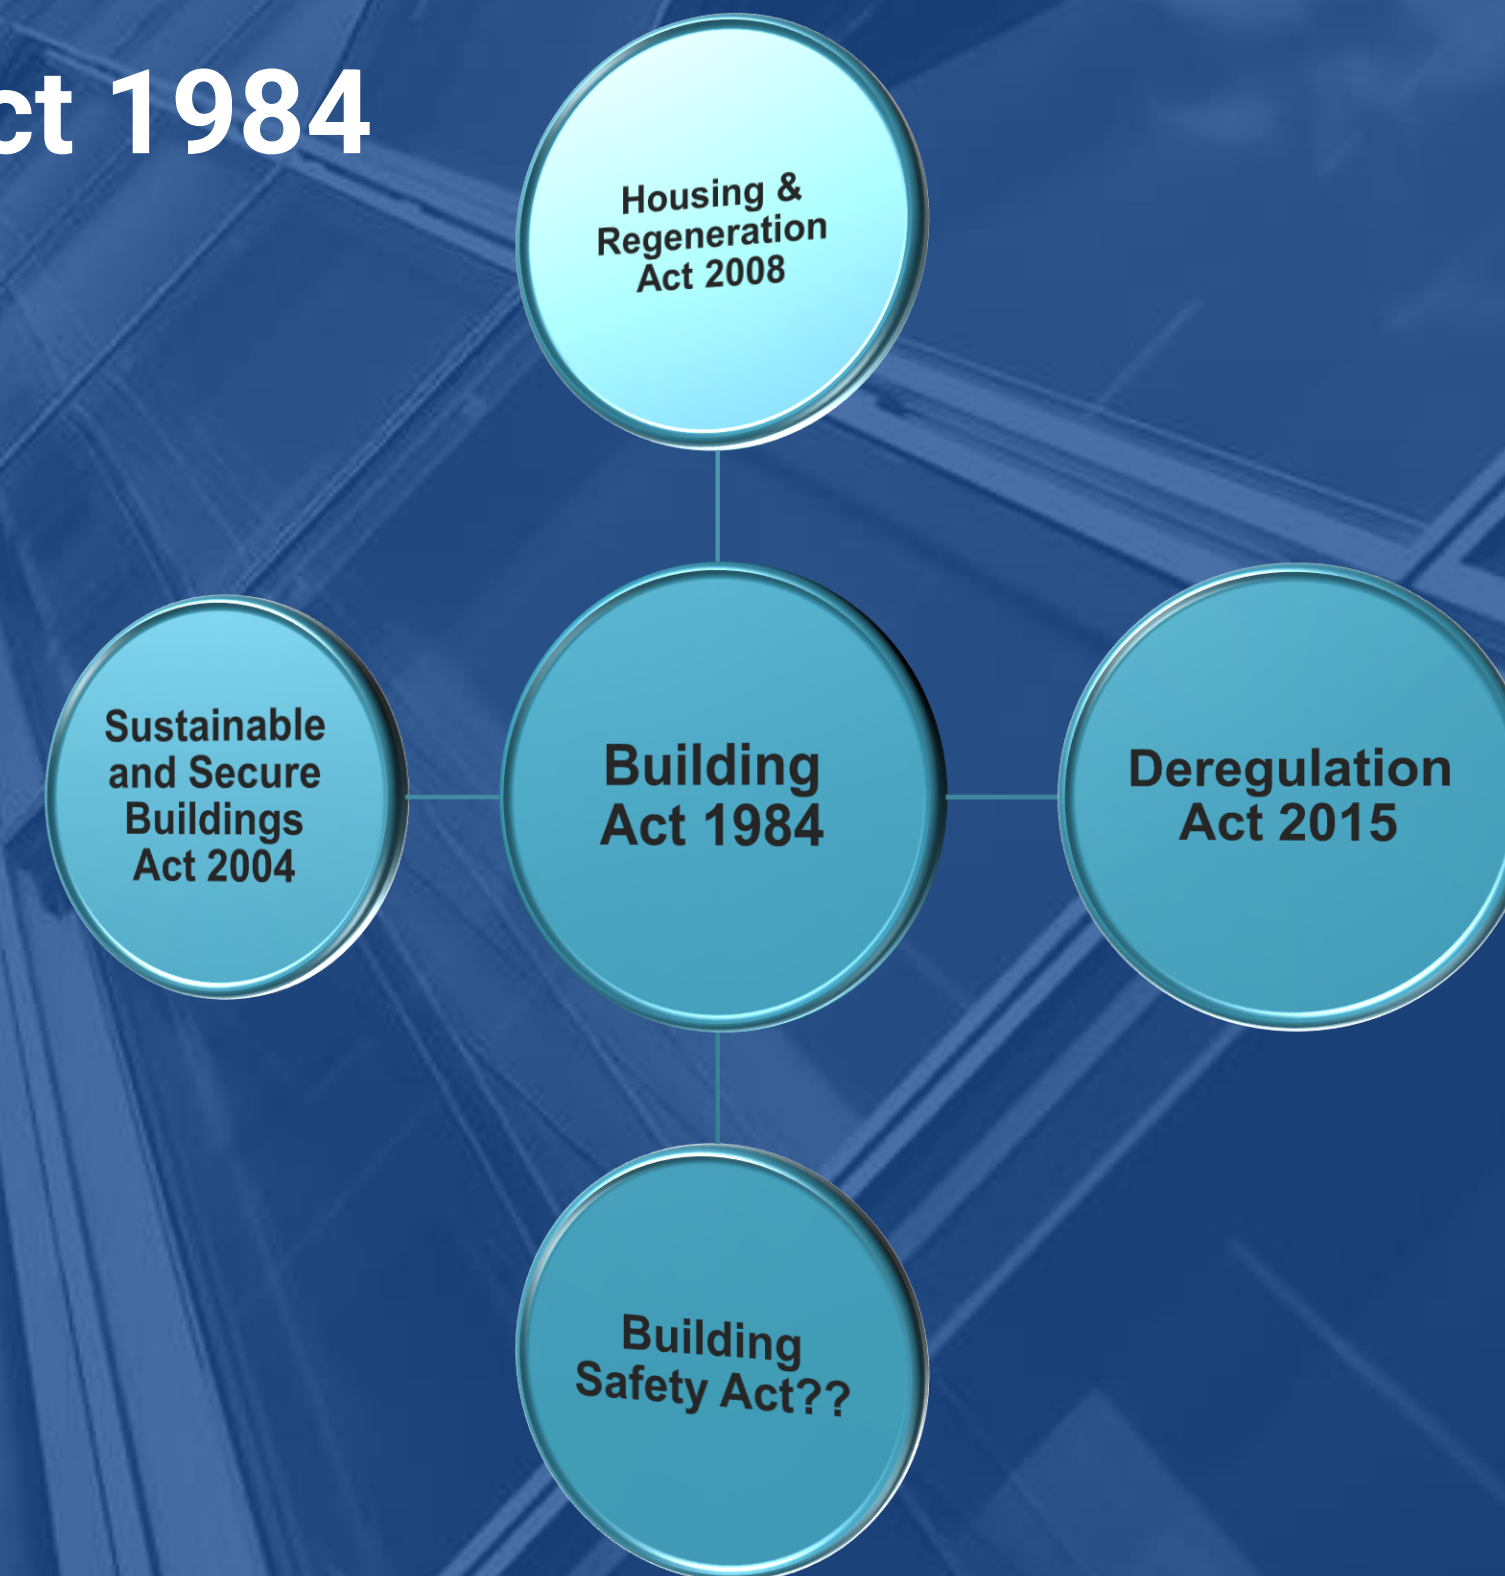 ct 1984
Housing &
Regeneration
Act 2008
Sustainable
and Secure
Buildings
Act 2004
Building
Act 1984
Deregulation
Act 2015
Building
Safety Act??